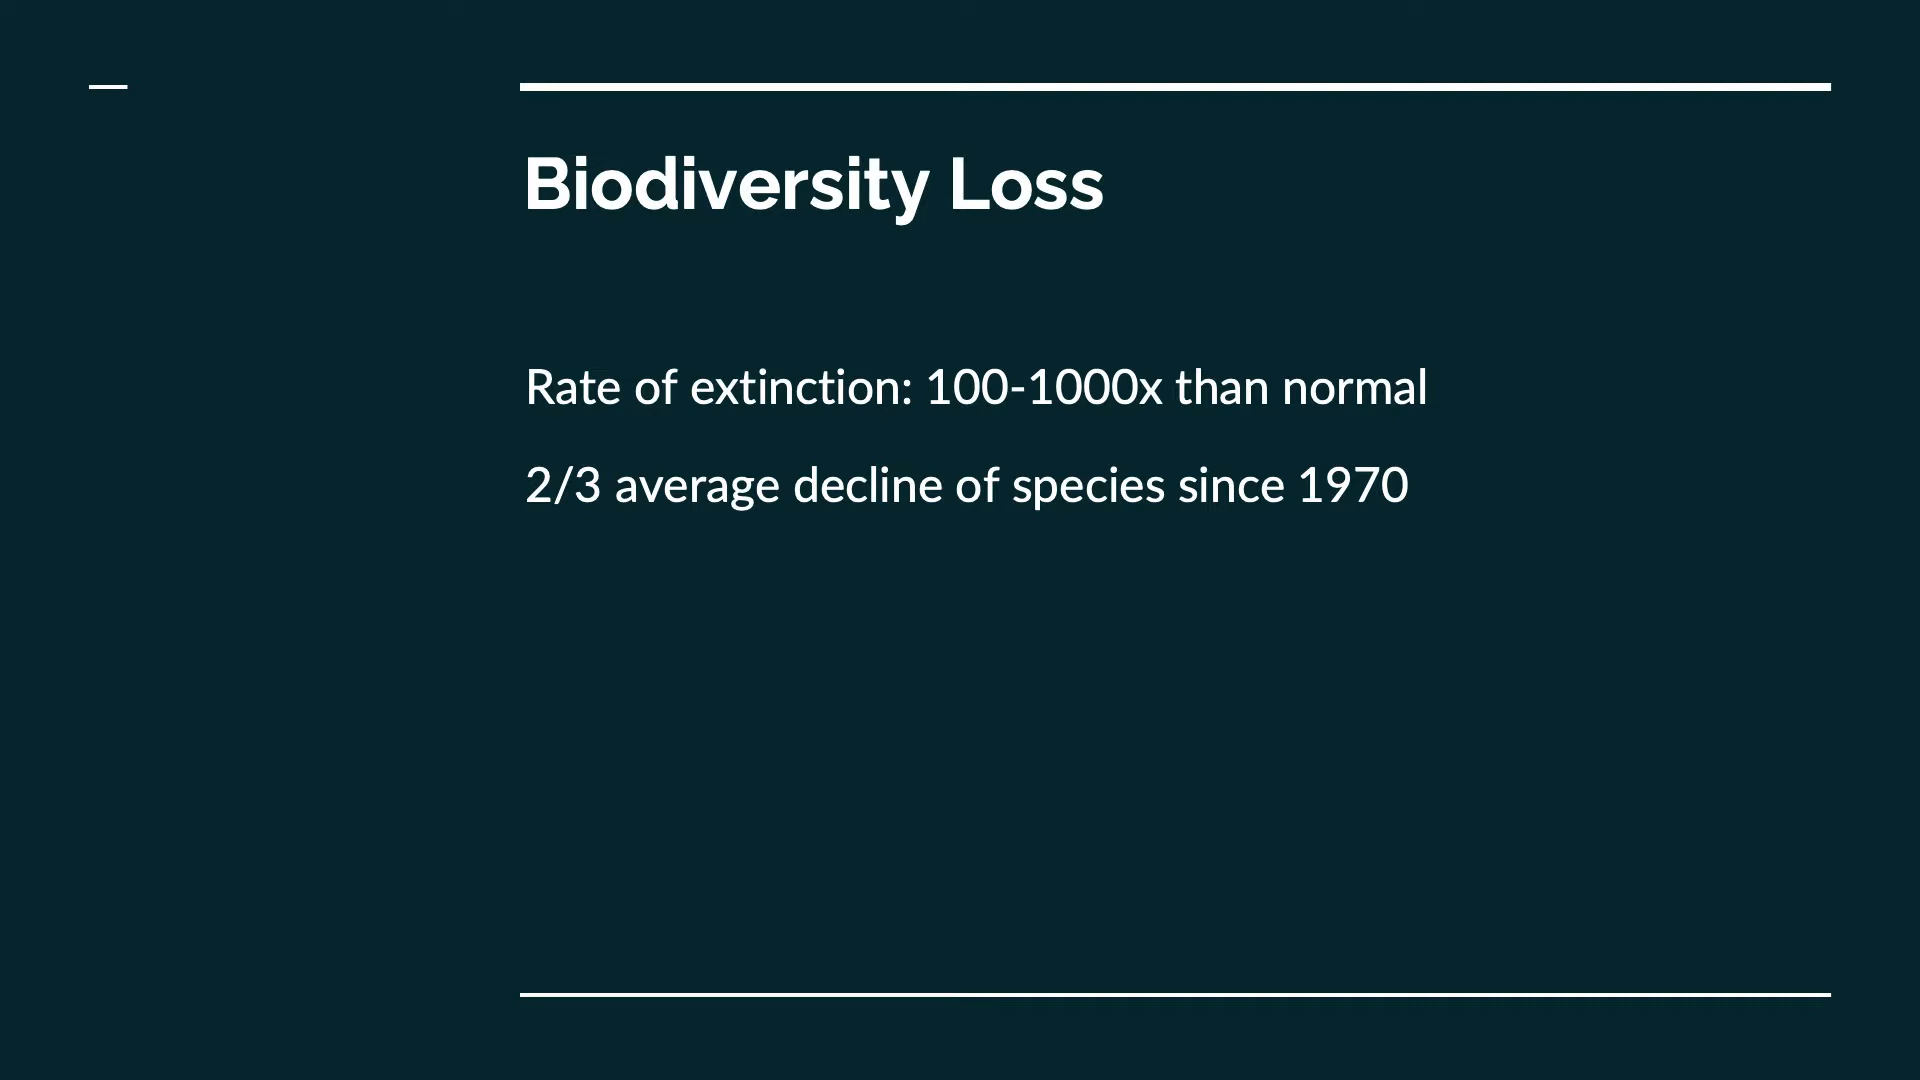 Biodiversity Loss
Rate of extinction: 100-1000x than normal
2/3 average decline of species since 1970